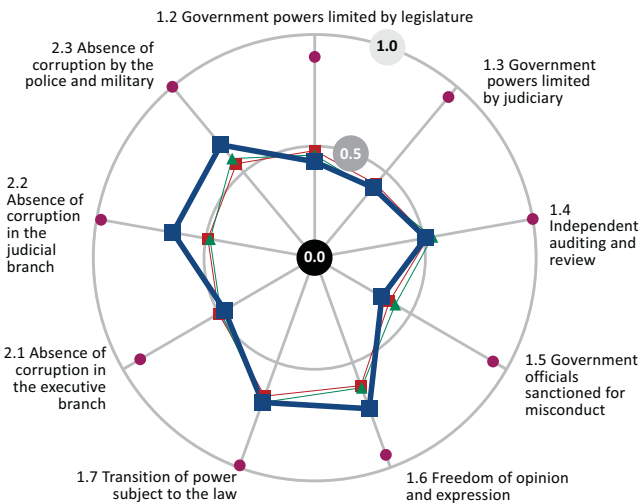 1.2 Government powers limited by legislature
1.0
1.3 Government
powers limited
by judiciary
0.5
1.4
Independent
auditing and
review
0.0
1.5 Government
officials
sanctioned for
misconduct
1.6 Freedom of opinion
and expression
1.7 Transition of power
subject to the law
2.1 Absence of
corruption in
the executive
branch
2.2
Absence of
corruption
in the
judicial
branch
2.3 Absence of
corruption by the
police and military